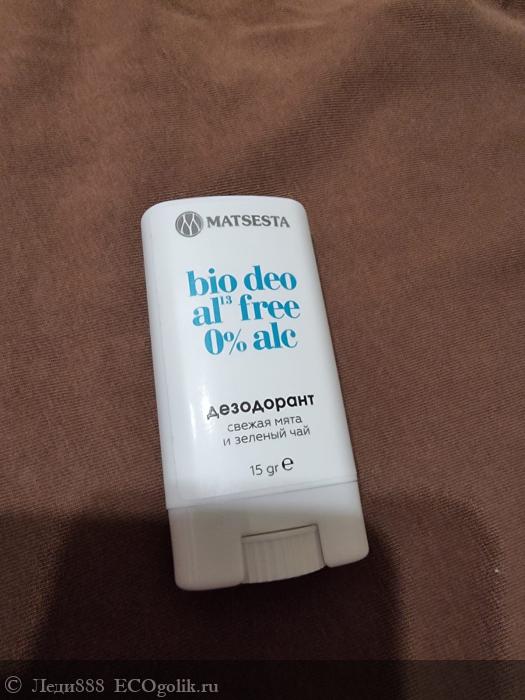 MATSESTA
bio deo
al¹³ free
0% alc
дезодорант
свежая мята
и зеленый чай
15 gr ℮
© Леди888 ECOgolik.ru